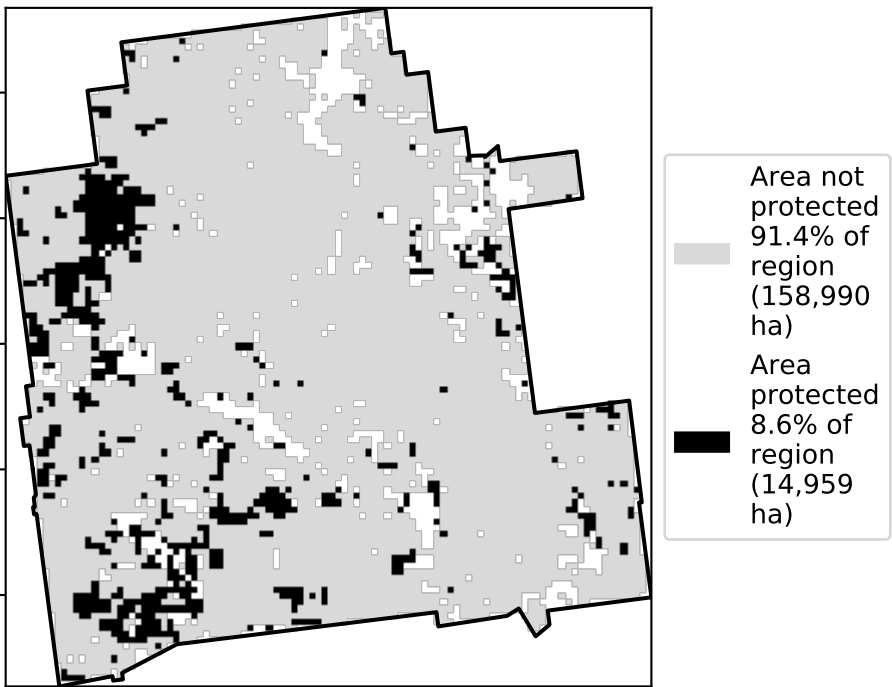 Area not
protected
91.4% of
region
(158,990
ha)
Area
protected
8.6% of
region
(14,959
ha)